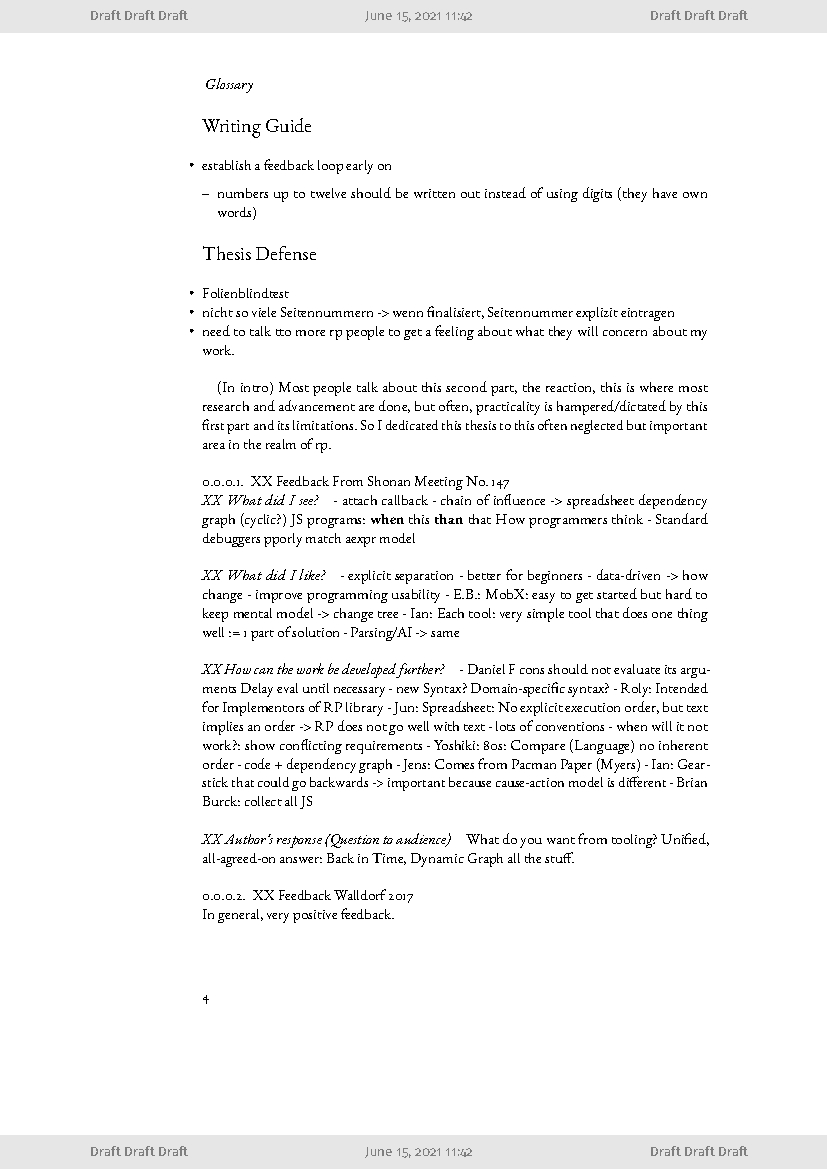 Draft Draft Draft June 15, 2021 11:42 Draft Draft Draft
Glossary
Writing Guide
• establish a feedback loop early on
– numbers up to twelve should be written out instead of using digits (they have own
words)
Thesis Defense
• Folienblindtest
• nicht so viele Seitennummern -> wenn finalisiert, Seitennummer explizit eintragen
• need to talk tto more rp people to get a feeling about what they will concern about my
work.
(In intro) Most people talk about this second part, the reaction, this is where most
research and advancement are done, but often, practicality is hampered/dictated by this
first part and its limitations. So I dedicated this thesis to this often neglected but important
area in the realm of rp.
0.0.0.1. XX Feedback From Shonan Meeting No. 147
XX What did I see? - attach callback - chain of influence -> spreadsheet dependency
graph (cyclic?) JS programs: when this than that How programmers think - Standard
debuggers pporly match aexpr model
XX What did I like? - explicit separation - better for beginners - data-driven -> how
change - improve programming usability - E.B.: MobX: easy to get started but hard to
keep mental model -> change tree - Ian: Each tool: very simple tool that does one thing
well := 1 part of solution - Parsing/AI -> same
XX How can the work be developed further? - Daniel F cons should not evaluate its argu-
ments Delay eval until necessary - new Syntax? Domain-specific syntax? - Roly: Intended
for Implementors of RP library - Jun: Spreadsheet: No explicit execution order, but text
implies an order -> RP does not go well with text - lots of conventions - when will it not
work?: show conflicting requirements - Yoshiki: 80s: Compare (Language) no inherent
order - code + dependency graph - Jens: Comes from Pacman Paper (Myers) - Ian: Gear-
stick that could go backwards -> important because cause-action model is different - Brian
Burck: collect all JS
XX Author's response (Question to audience) What do you want from tooling? Unified,
all-agreed-on answer: Back in Time, Dynamic Graph all the stuff.
0.0.0.2. XX Feedback Walldorf 2017
In general, very positive feedback.
4
Draft Draft Draft June 15, 2021 11:42 Draft Draft Draft